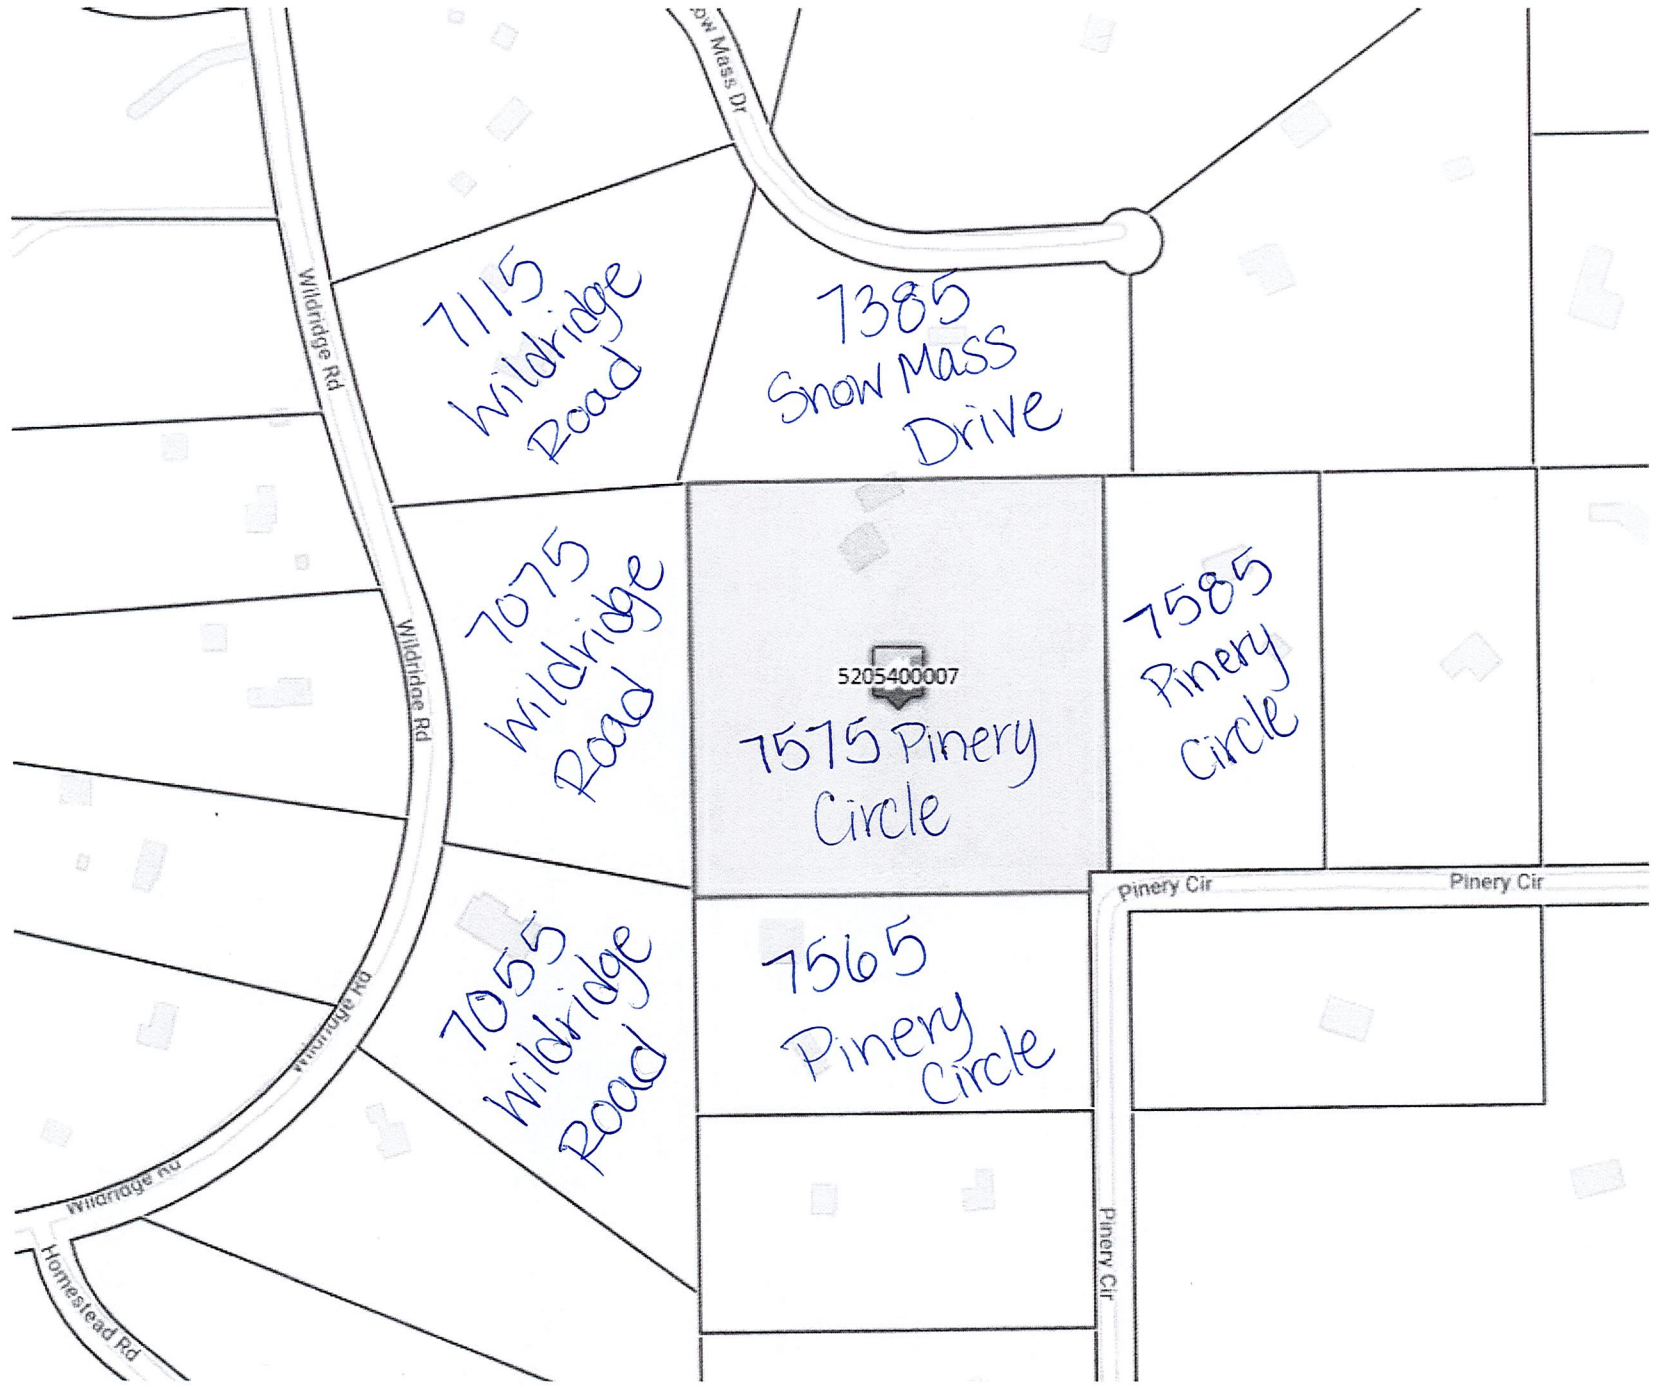 ow Mass Dr
Wildridge Rd
7115
Wildridge
Road
7385
Snow Mass
Drive
7075
Wildridge
Road
Wildridge Rd
5205400007
7575 Pinery
Circle
7585
Pinery
Circle
Pinery Cir
Pinery Cir
7055
Wildridge
Road
7565
Pinery
Circle
Wildridge Rd
Wildridge Rd
Pinery Cir
Homestead Rd